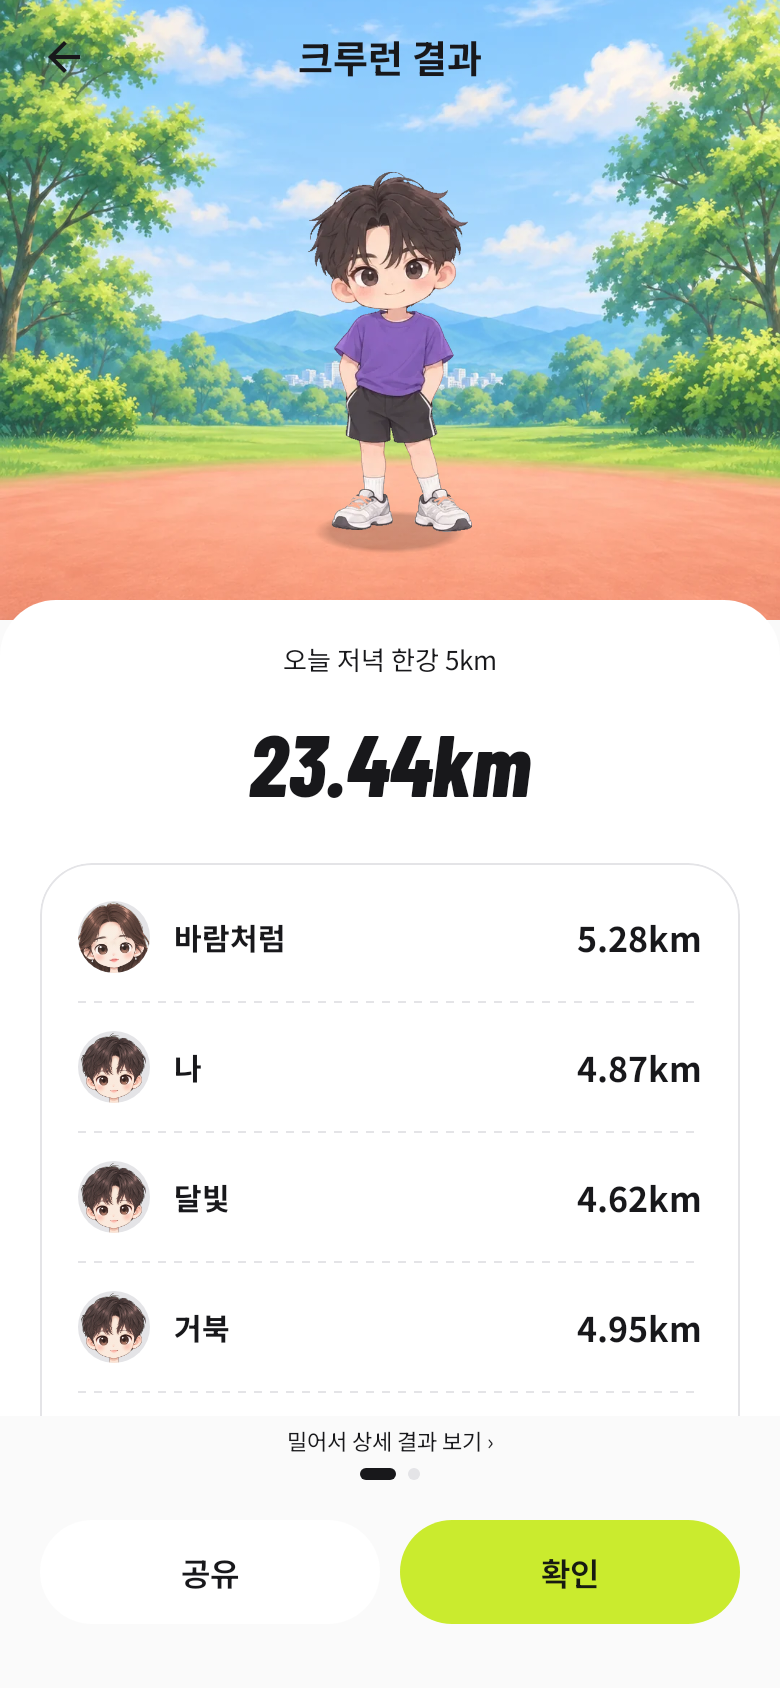 크루런 결과
오늘 저녁 한강 5km
23.44km
바람처럼 5.28km
나 4.87km
달빛 4.62km
거북 4.95km
밀어서 상세 결과 보기 ›
공유 확인